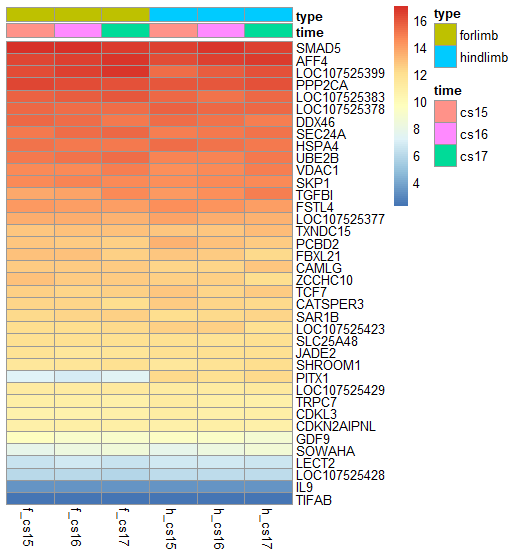 type
time
SMAD5
AFF4
LOC107525399
PPP2CA
LOC107525383
LOC107525378
DDX46
SEC24A
HSPA4
UBE2B
VDAC1
SKP1
TGFBI
FSTL4
LOC107525377
TXNDC15
PCBD2
FBXL21
CAMLG
ZCCHC10
TCF7
CATSPER3
SAR1B
LOC107525423
SLC25A48
JADE2
SHROOM1
PITX1
LOC107525429
TRPC7
CDKL3
CDKN2AIPNL
GDF9
SOWAHA
LECT2
LOC107525428
IL9
TIFAB
f_cs15
f_cs16
f_cs17
h_cs15
h_cs16
h_cs17
16
14
12
10
8
6
4
type
forlimb
hindlimb
time
cs15
cs16
cs17